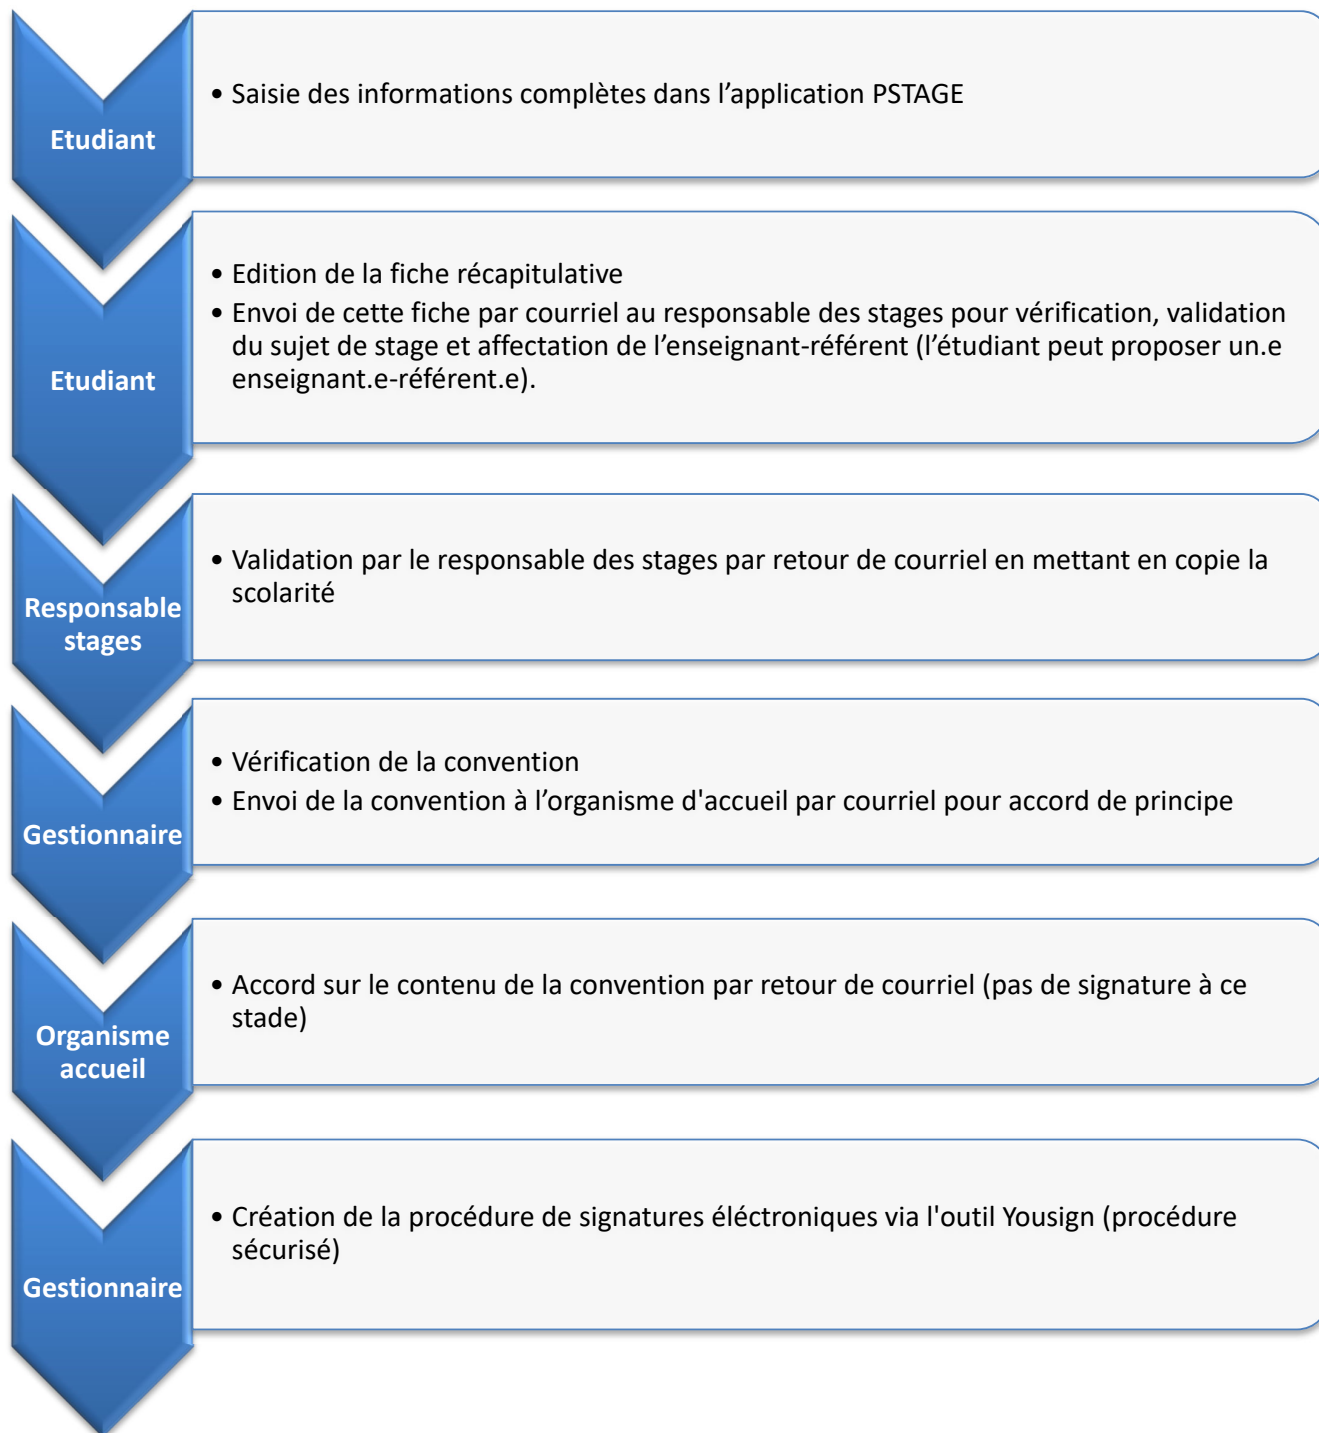 Etudiant
• Saisie des informations complètes dans l’application PSTAGE
Etudiant
• Edition de la fiche récapitulative
• Envoi de cette fiche par courriel au responsable des stages pour vérification, validation
du sujet de stage et affectation de l’enseignant-référent (l’étudiant peut proposer un.e
enseignant.e-référent.e).
Responsable
stages
• Validation par le responsable des stages par retour de courriel en mettant en copie la
scolarité
Gestionnaire
• Vérification de la convention
• Envoi de la convention à l’organisme d'accueil par courriel pour accord de principe
Organisme
accueil
• Accord sur le contenu de la convention par retour de courriel (pas de signature à ce
stade)
Gestionnaire
• Création de la procédure de signatures éléctroniques via l'outil Yousign (procédure
sécurisé)